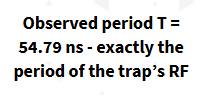 Observed period T =
54.79 ns - exactly the
period of the trap’s RF